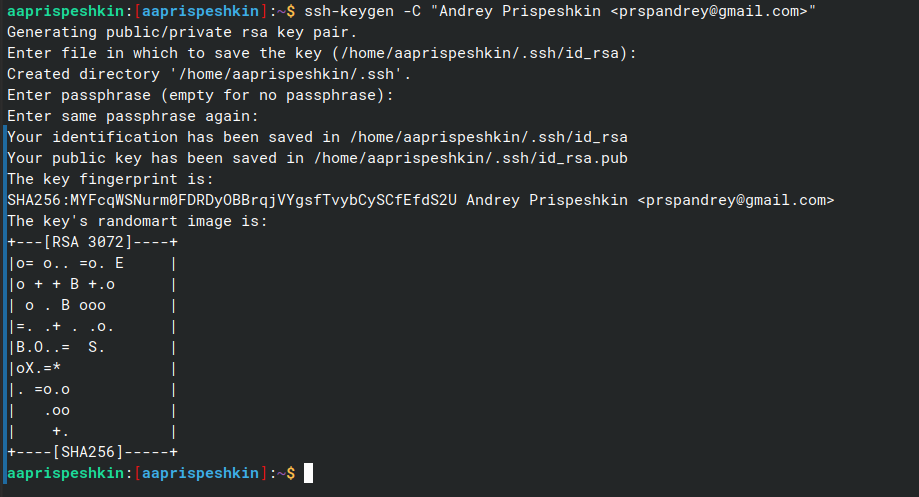 aaprispeshkin:[aaprispeshkin]:~$ ssh-keygen -C "Andrey Prispeshkin <prspandrey@gmail.com>"
Generating public/private rsa key pair.
Enter file in which to save the key (/home/aaprispeshkin/.ssh/id_rsa):
Created directory '/home/aaprispeshkin/.ssh'.
Enter passphrase (empty for no passphrase):
Enter same passphrase again:
Your identification has been saved in /home/aaprispeshkin/.ssh/id_rsa
Your public key has been saved in /home/aaprispeshkin/.ssh/id_rsa.pub
The key fingerprint is:
SHA256:MYFcqWSNurm0FDRDyOBBrqjVYgsfTvybCySCfEfdS2U Andrey Prispeshkin <prspandrey@gmail.com>
The key's randomart image is:
+---[RSA 3072]----+
|o= o.. =o. E     |
|o + + B +.o      |
| o . B ooo       |
|=. .+ . .o.      |
|B.O..=  S.       |
|oX.=*            |
|. =o.o           |
|   .oo           |
|    +.           |
+----[SHA256]-----+
aaprispeshkin:[aaprispeshkin]:~$